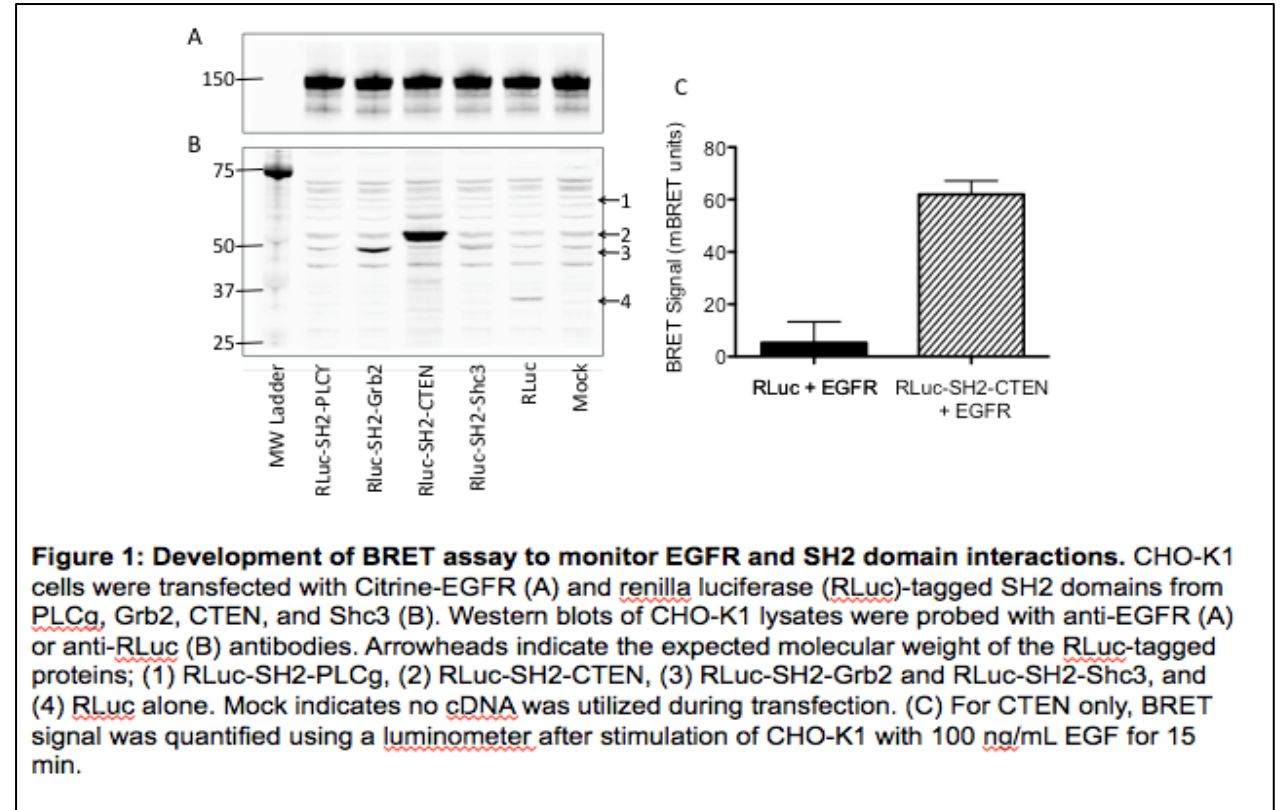 A
150
B
75
50
37
25
1
2
3
4
MW Ladder
RLuc-SH2-PLCY
Rluc-SH2-Grb2
Rluc-SH2-CTEN
Rluc-SH2-Shc3
RLuc
Mock
C
BRET Signal (mBRET units)
80
60
40
20
0
RLuc + EGFR
RLuc-SH2-CTEN
+ EGFR
Figure 1: Development of BRET assay to monitor EGFR and SH2 domain interactions. CHO-K1
cells were transfected with Citrine-EGFR (A) and renilla luciferase (RLuc)-tagged SH2 domains from
PLCg, Grb2, CTEN, and Shc3 (B). Western blots of CHO-K1 lysates were probed with anti-EGFR (A)
or anti-RLuc (B) antibodies. Arrowheads indicate the expected molecular weight of the RLuc-tagged
proteins; (1) RLuc-SH2-PLCg, (2) RLuc-SH2-CTEN, (3) RLuc-SH2-Grb2 and RLuc-SH2-Shc3, and
(4) RLuc alone. Mock indicates no cDNA was utilized during transfection. (C) For CTEN only, BRET
signal was quantified using a luminometer after stimulation of CHO-K1 with 100 ng/mL EGF for 15
min.